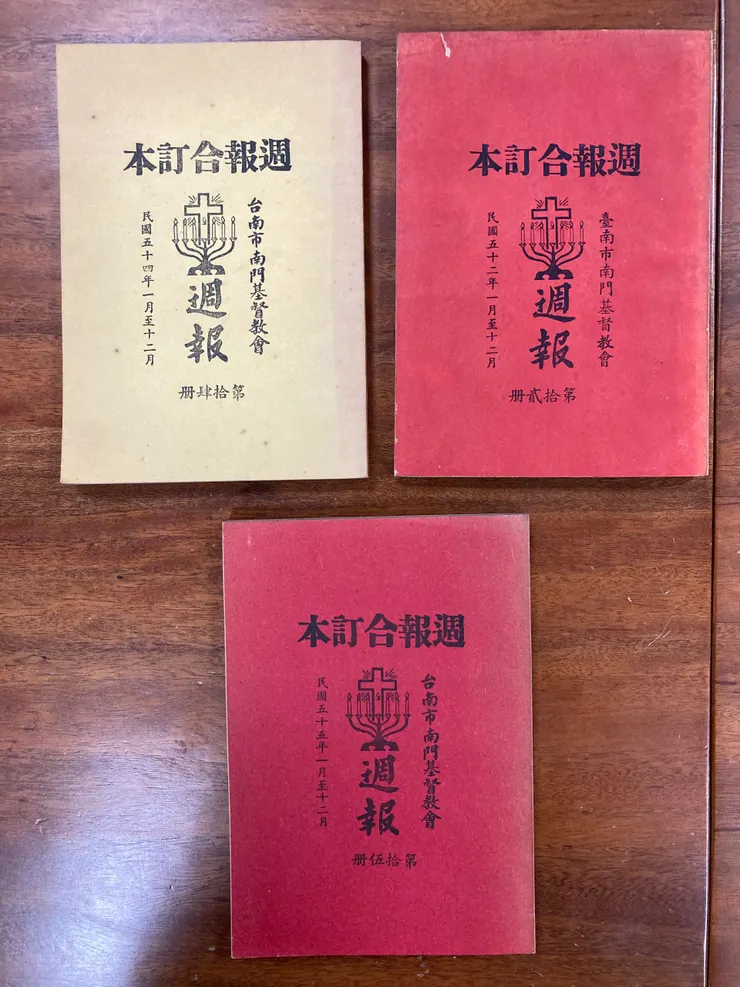 週報合訂本
台南市南門基督教會
週報
民國五十四年一月至十二月
第拾肆册
週報合訂本
臺南市南門基督教會
週報
民國五十二年一月至十二月
第拾貳册
週報合訂本
台南市南門基督教會
週報
民國五十五年一月至十二月
第拾伍册